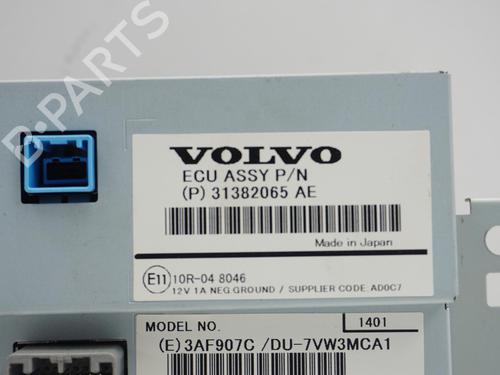 VOLVO
ECU ASSY P/N
(P) 31382065 AE
Made in Japan
E11 10R-04 8046
12V 1A NEG.GROUND / SUPPLIER CODE: AD0C7
MODEL NO. 1401
(E)3AF907C /DU-7VW3MCA1
B-PARTS